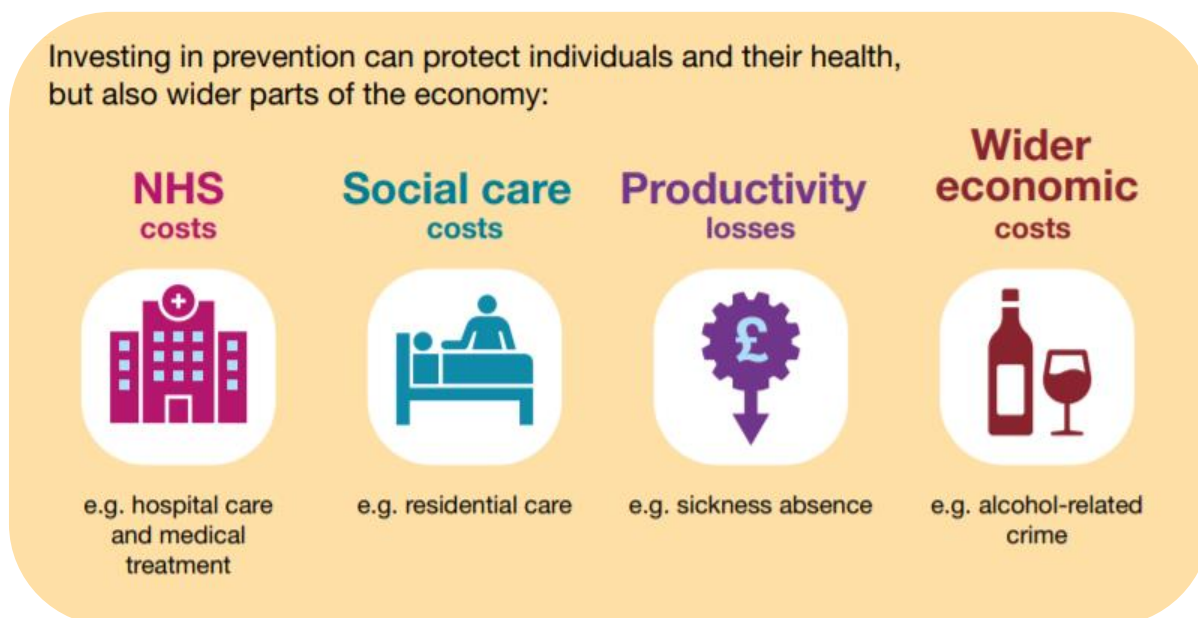 Investing in prevention can protect individuals and their health,
but also wider parts of the economy:
NHS
costs
Social care
costs
Productivity
losses
Wider
economic
costs
£
e.g. hospital care
and medical
treatment
e.g. residential care
e.g. sickness absence
e.g. alcohol-related
crime